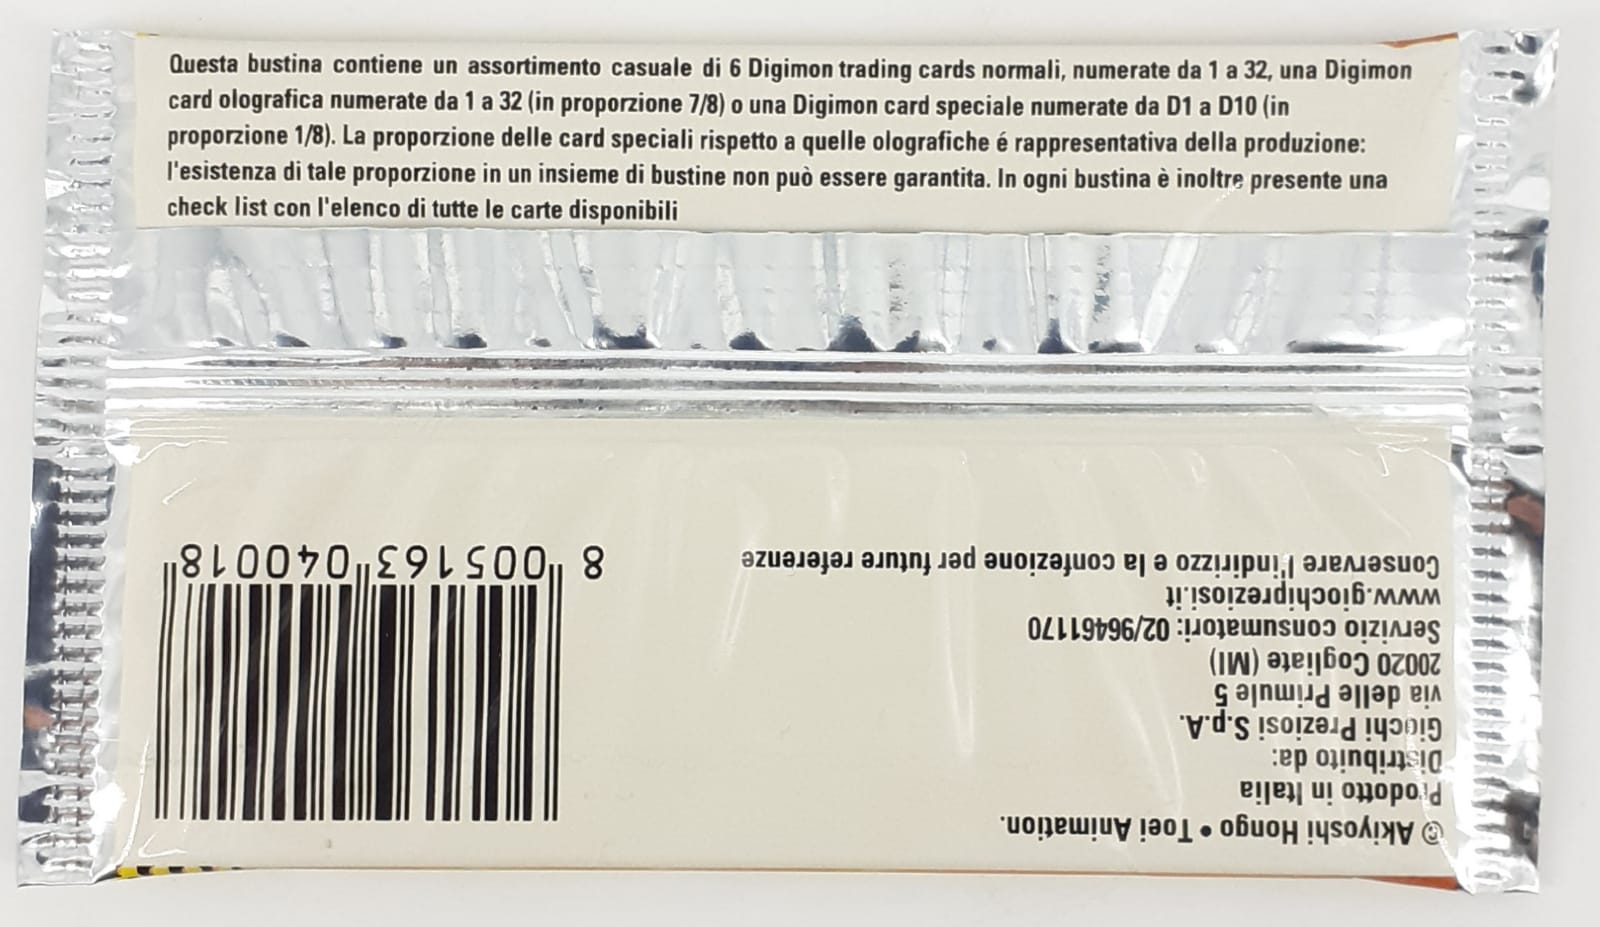 Questa bustina contiene un assortimento casuale di 6 Digimon trading cards normali, numerate da 1 a 32, una Digimon
card olografica numerate da 1 a 32 (in proporzione 7/8) o una Digimon card speciale numerate da D1 a D10 (in
proporzione 1/8). La proporzione delle card speciali rispetto a quelle olografiche é rappresentativa della produzione:
l'esistenza di tale proporzione in un insieme di bustine non può essere garantita. In ogni bustina è inoltre presente una
check list con l'elenco di tutte le carte disponibili
© Akiyoshi Hongo • Toei Animation.
Prodotto in Italia
Distribuito da:
Giochi Preziosi S.p.A.
via delle Primule 5
20020 Cogliate (MI)
Servizio consumatori: 02/96461170
www.giochipreziosi.it
Conservare l'indirizzo e la confezione per future referenze
8 005163 040018